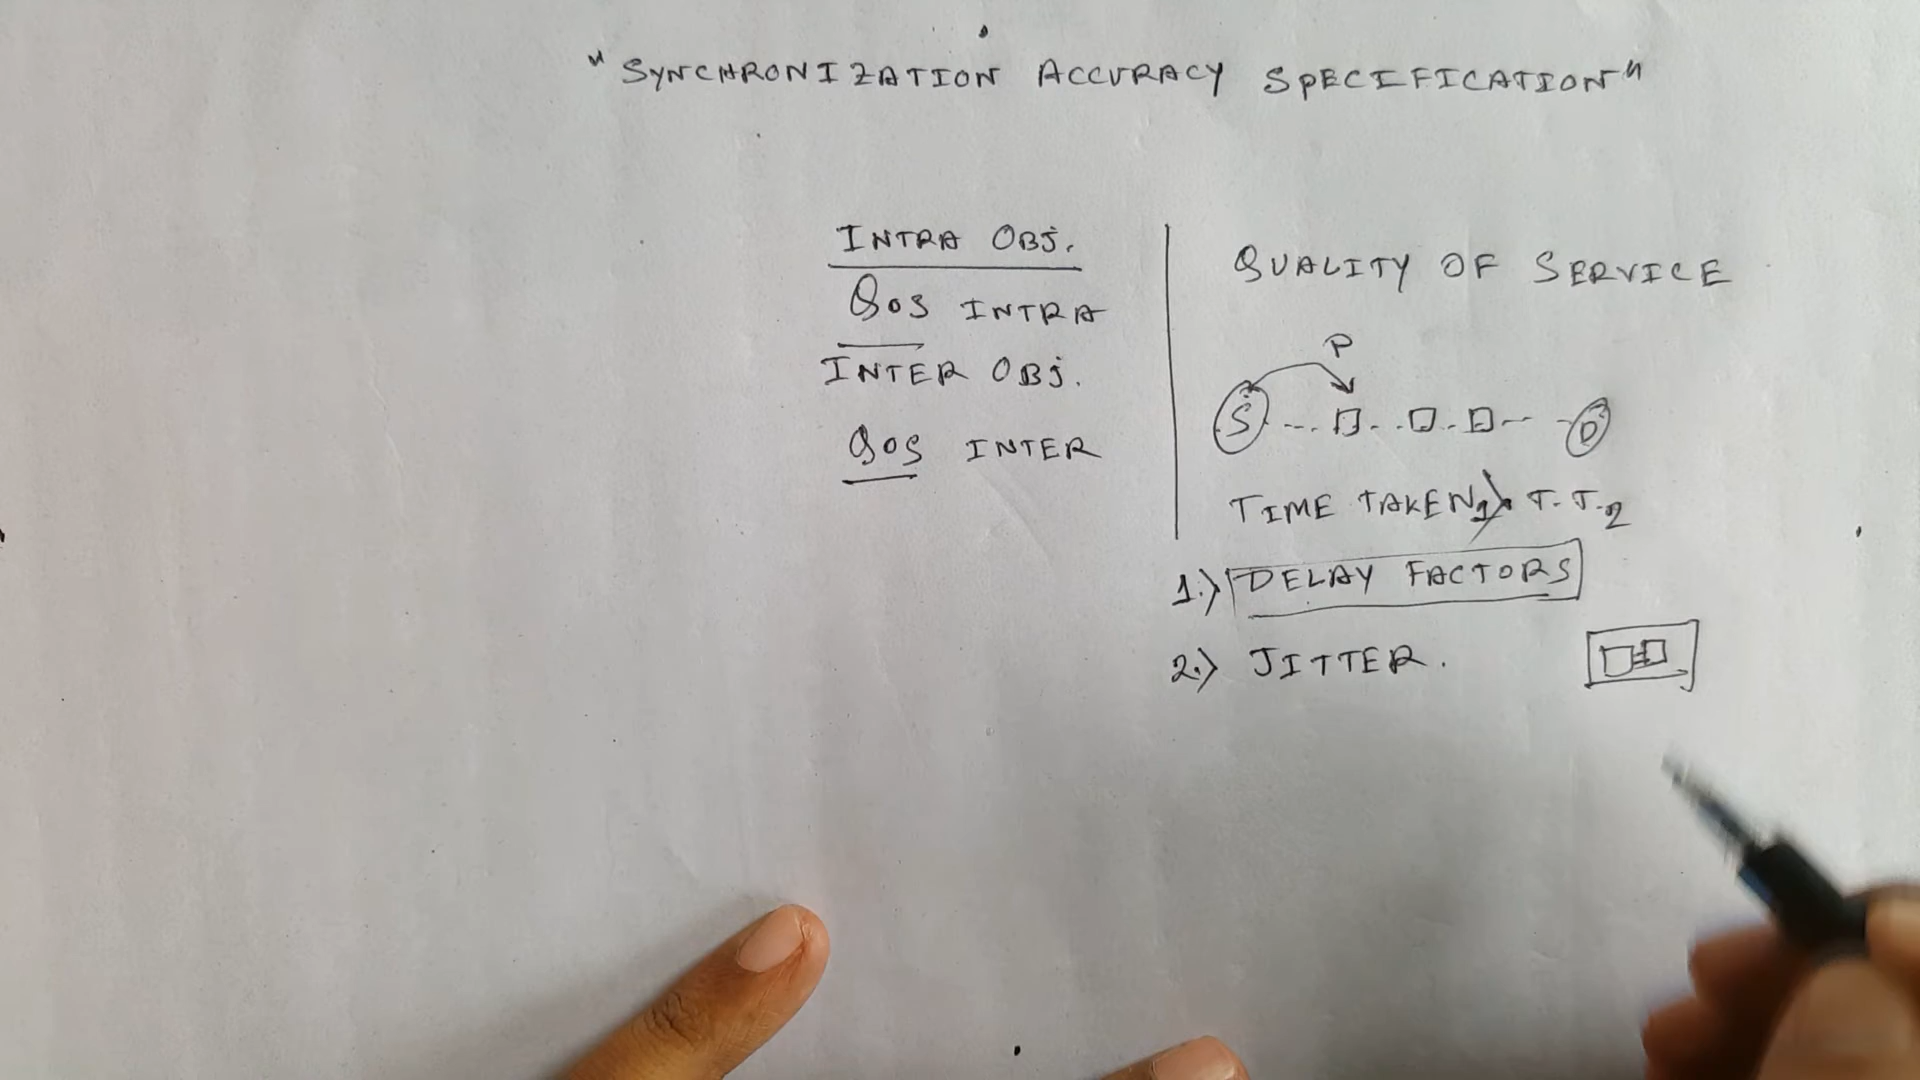 "SYNCHRONIZATION ACCURACY SPECIFICATION"
INTRA OBJ.
QOS INTRA
INTER OBJ.
QOS INTER
QUALITY OF SERVICE
P
S D
TIME TAKEN1 > T.T.2
1.) DELAY FACTORS
2.) JITTER.